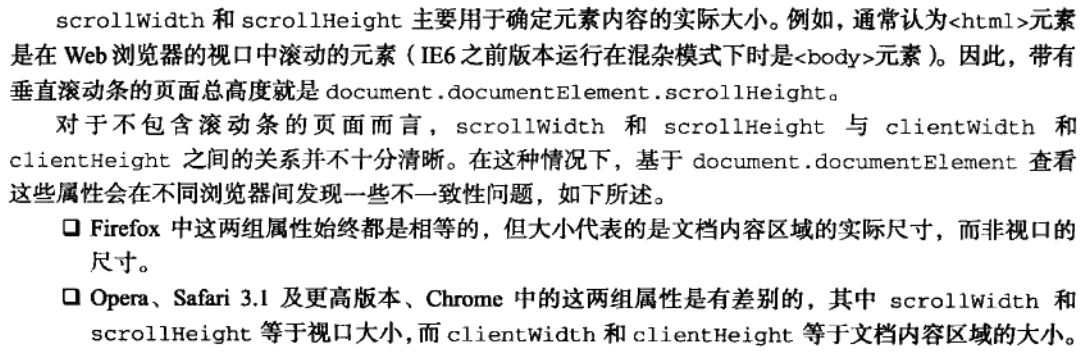 scrollWidth 和 scrollHeight 主要用于确定元素内容的实际大小。例如，通常认为<html>元素
是在 Web 浏览器的视口中滚动的元素（IE6 之前版本运行在混杂模式下时是<body>元素）。因此，带有
垂直滚动条的页面总高度就是 document.documentElement.scrollHeight。
对于不包含滚动条的页面而言，scrollWidth 和 scrollHeight 与 clientWidth 和
clientHeight 之间的关系并不十分清晰。在这种情况下，基于 document.documentElement 查看
这些属性会在不同浏览器间发现一些不一致性问题，如下所述。
❑ Firefox 中这两组属性始终都是相等的，但大小代表的是文档内容区域的实际尺寸，而非视口的
尺寸。
❑ Opera、Safari 3.1 及更高版本、Chrome 中的这两组属性是有差别的，其中 scrollWidth 和
scrollHeight 等于视口大小，而 clientWidth 和 clientHeight 等于文档内容区域的大小。